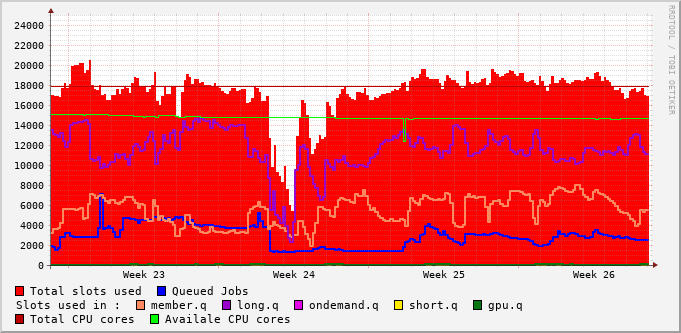 24000
22000
20000
18000
16000
14000
12000
10000
8000
6000
4000
2000
0
Week 23 Week 24 Week 25 Week 26
Total slots used Queued Jobs
Slots used in : member.q long.q ondemand.q short.q gpu.q
Total CPU cores Availale CPU cores
RRDTOOL / TOBI OETIKER